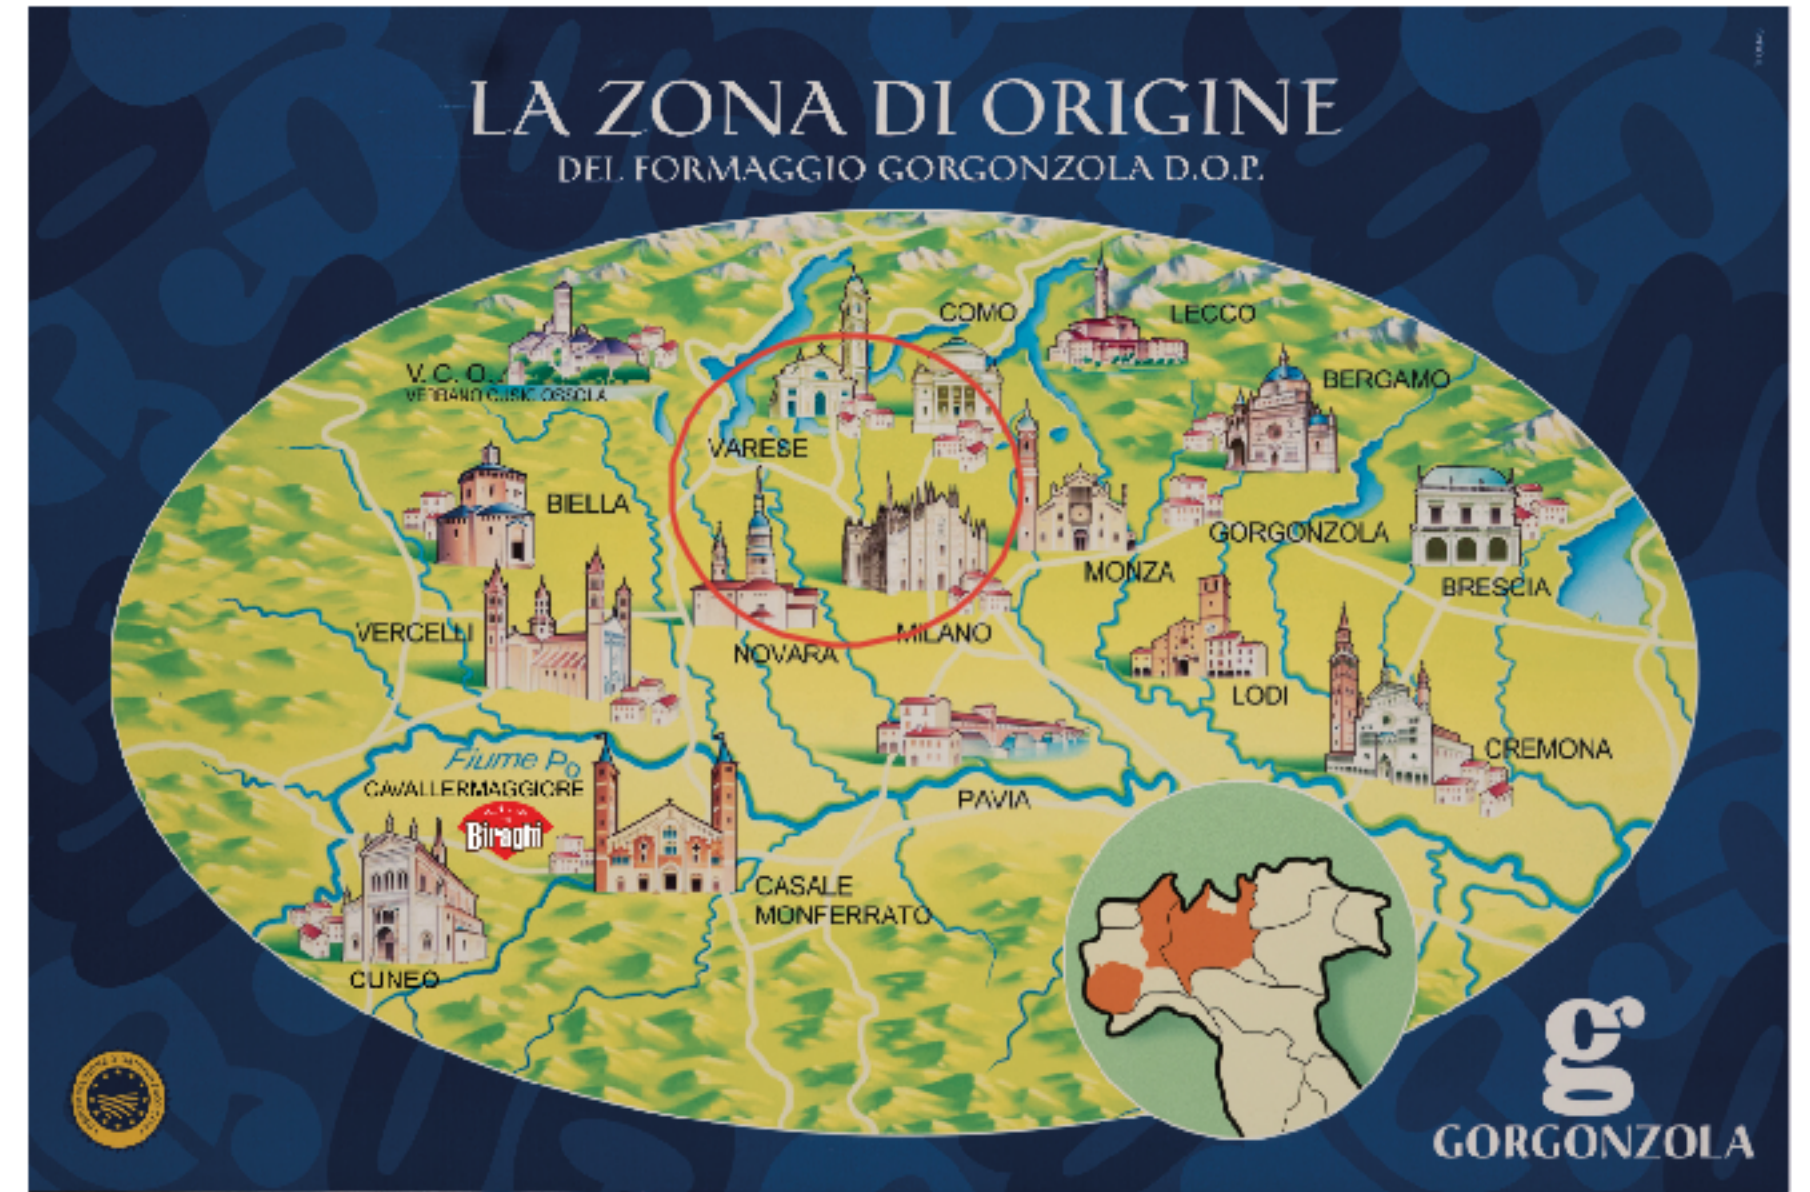 LA ZONA DI ORIGINE
DEL FORMAGGIO GORGONZOLA D.O.P.
COMO
LECCO
V. C. O.
VERBANO CUSIO OSSOLA
BERGAMO
VARESE
BIELLA
GORGONZOLA
MONZA
BRESCIA
VERCELLI
MILANO
NOVARA
LODI
CREMONA
Fiume Po
CAVALLERMAGGIORE
PAVIA
Biraghi
CASALE
MONFERRATO
CUNEO
g
GORGONZOLA